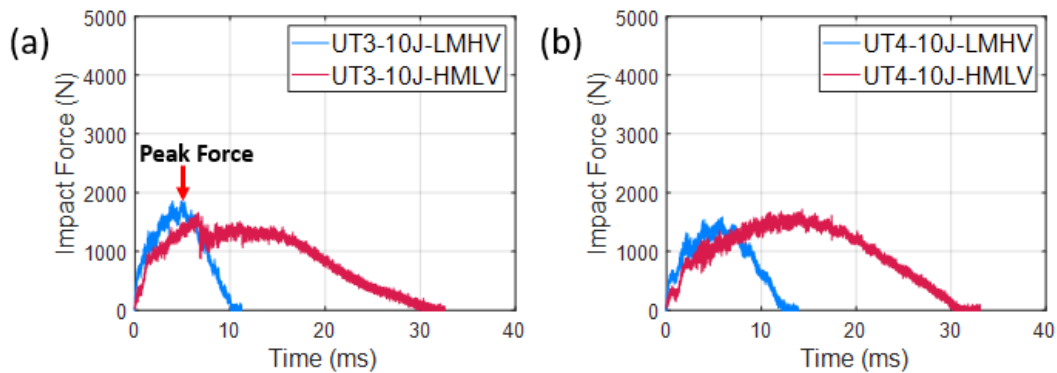 (a)
5000
4000
3000
2000
1000
0
Impact Force (N)
UT3-10J-LMHV
UT3-10J-HMLV
Peak Force
0 10 20 30 40
Time (ms)
(b)
5000
4000
3000
2000
1000
0
Impact Force (N)
UT4-10J-LMHV
UT4-10J-HMLV
0 10 20 30 40
Time (ms)